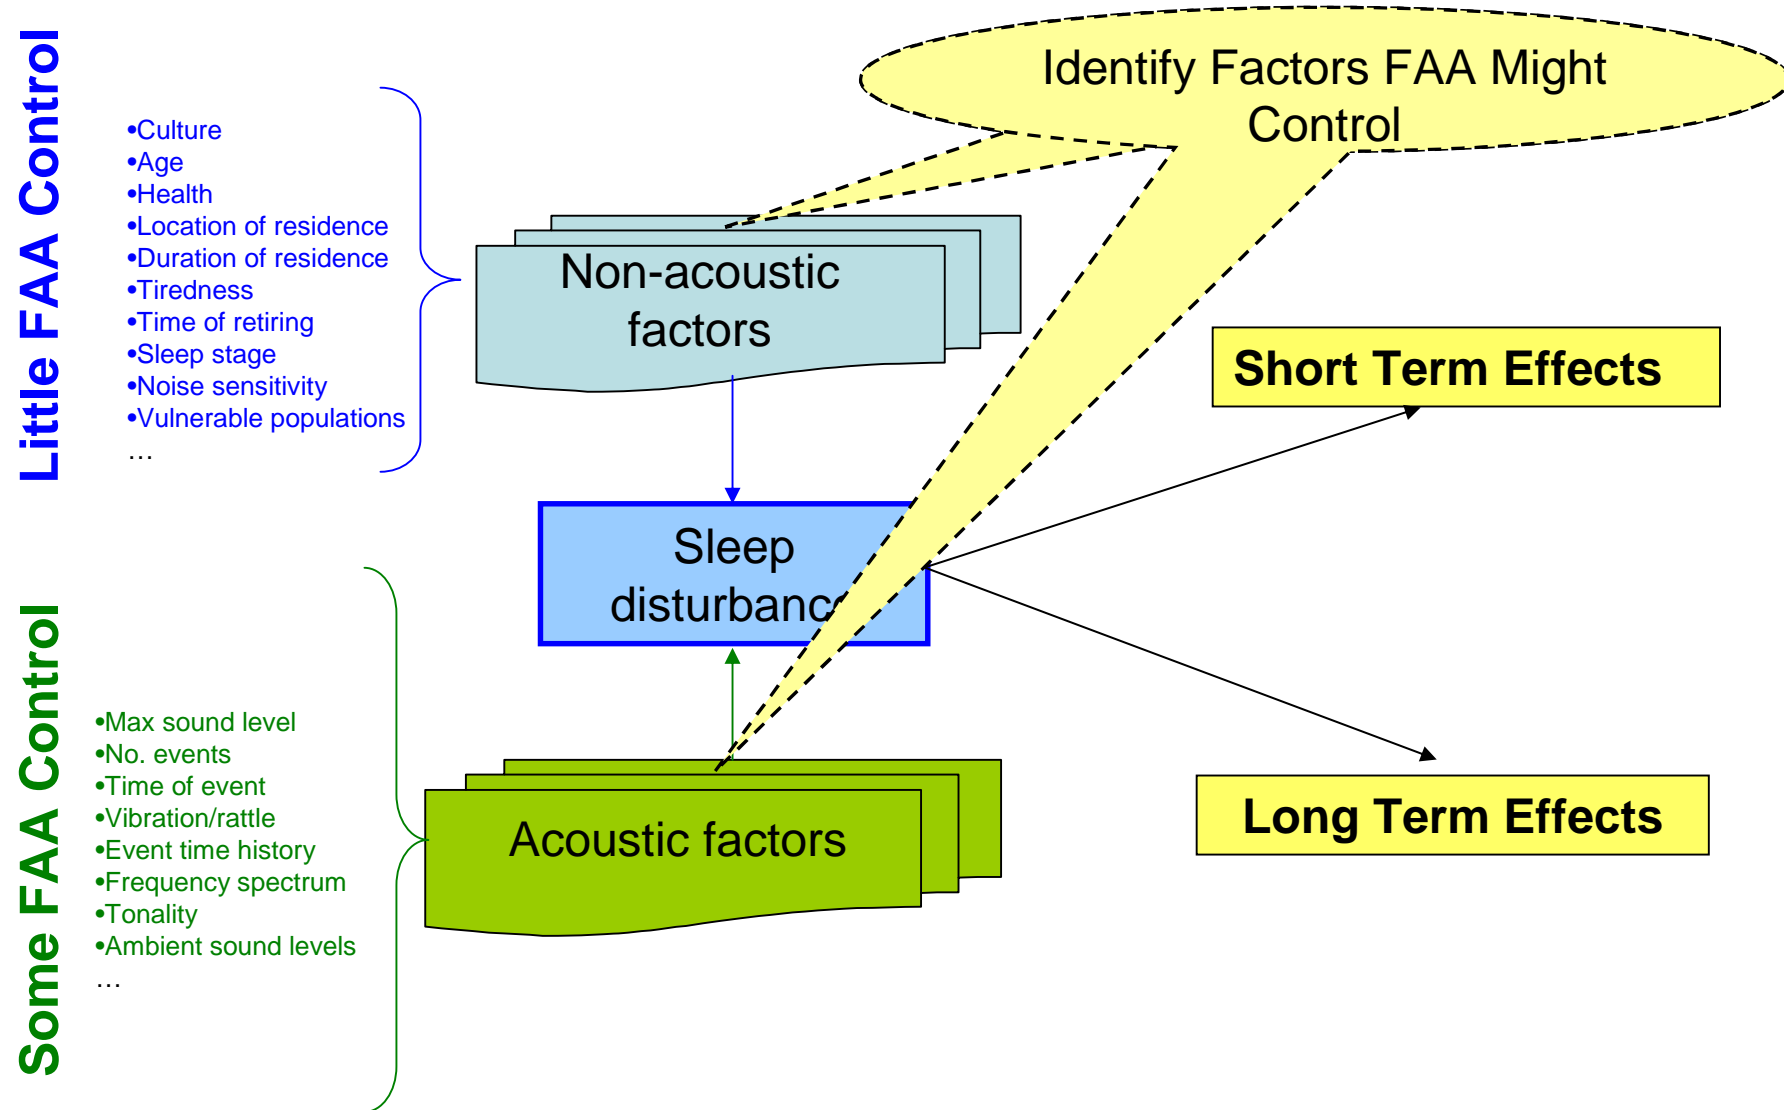 Little FAA Control
•Culture
•Age
•Health
•Location of residence
•Duration of residence
•Tiredness
•Time of retiring
•Sleep stage
•Noise sensitivity
•Vulnerable populations
…
Identify Factors FAA Might
Control
Non-acoustic
factors
Short Term Effects
Sleep
disturbance
Some FAA Control
•Max sound level
•No. events
•Time of event
•Vibration/rattle
•Event time history
•Frequency spectrum
•Tonality
•Ambient sound levels
…
Acoustic factors
Long Term Effects